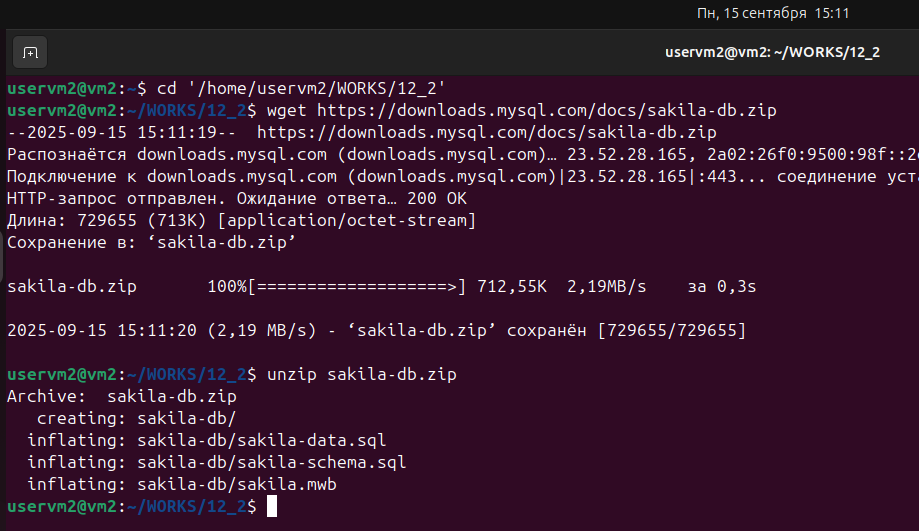 Пн, 15 сентября 15:11
uservm2@vm2: ~/WORKS/12_2
uservm2@vm2:~$ cd '/home/uservm2/WORKS/12_2'
uservm2@vm2:~/WORKS/12_2$ wget https://downloads.mysql.com/docs/sakila-db.zip
--2025-09-15 15:11:19-- https://downloads.mysql.com/docs/sakila-db.zip
Распознаётся downloads.mysql.com (downloads.mysql.com)… 23.52.28.165, 2a02:26f0:9500:98f::2
Подключение к downloads.mysql.com (downloads.mysql.com)|23.52.28.165|:443... соединение уст
HTTP-запрос отправлен. Ожидание ответа… 200 OK
Длина: 729655 (713K) [application/octet-stream]
Сохранение в: ‘sakila-db.zip’
sakila-db.zip 100%[===================>] 712,55K 2,19MB/s за 0,3s
2025-09-15 15:11:20 (2,19 MB/s) - ‘sakila-db.zip’ сохранён [729655/729655]
uservm2@vm2:~/WORKS/12_2$ unzip sakila-db.zip
Archive: sakila-db.zip
creating: sakila-db/
inflating: sakila-db/sakila-data.sql
inflating: sakila-db/sakila-schema.sql
inflating: sakila-db/sakila.mwb
uservm2@vm2:~/WORKS/12_2$